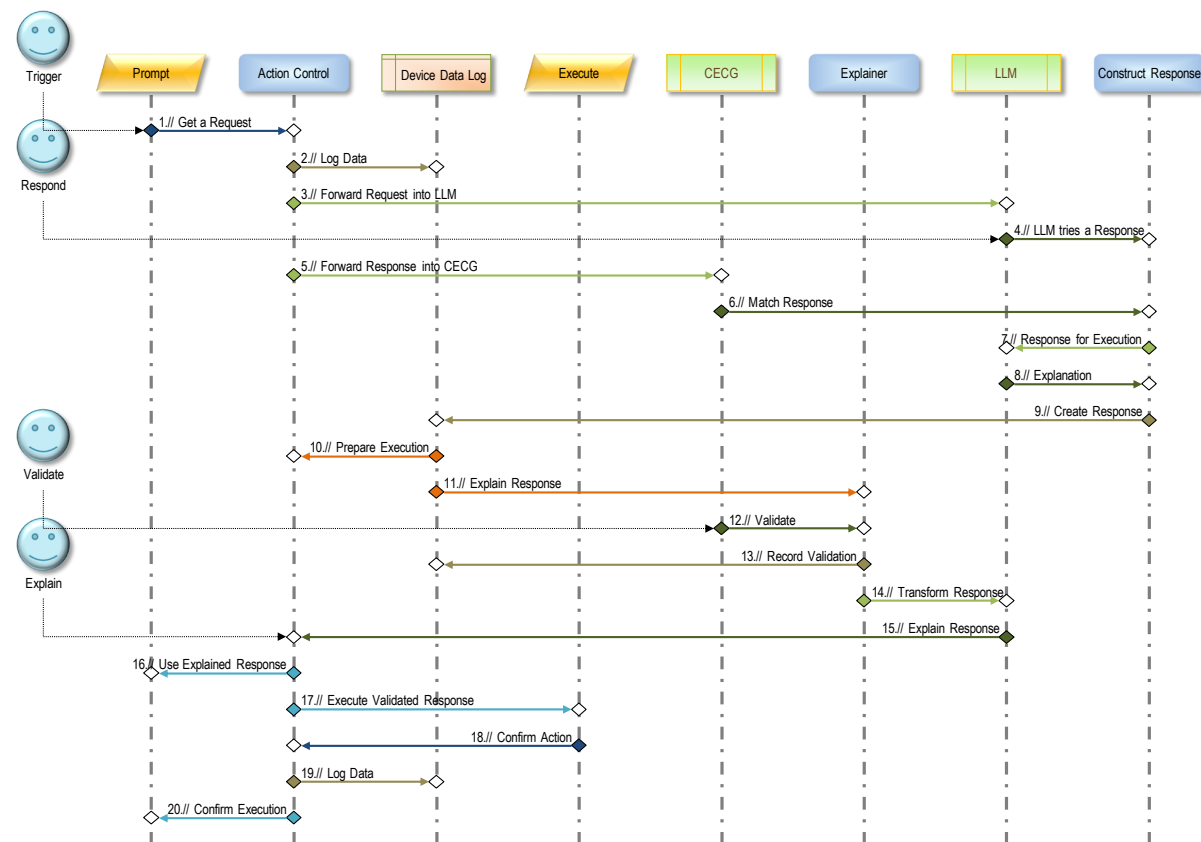 Trigger
Prompt
Action Control
Device Data Log
Execute
CECG
Explainer
LLM
Construct Response
1.// Get a Request
2.// Log Data
Respond
3.// Forward Request into LLM
4.// LLM tries a Response
5.// Forward Response into CECG
6.// Match Response
7.// Response for Execution
8.// Explanation
9.// Create Response
10.// Prepare Execution
Validate
11.// Explain Response
12.// Validate
13.// Record Validation
Explain
14.// Transform Response
15.// Explain Response
16.// Use Explained Response
17.// Execute Validated Response
18.// Confirm Action
19.// Log Data
20.// Confirm Execution